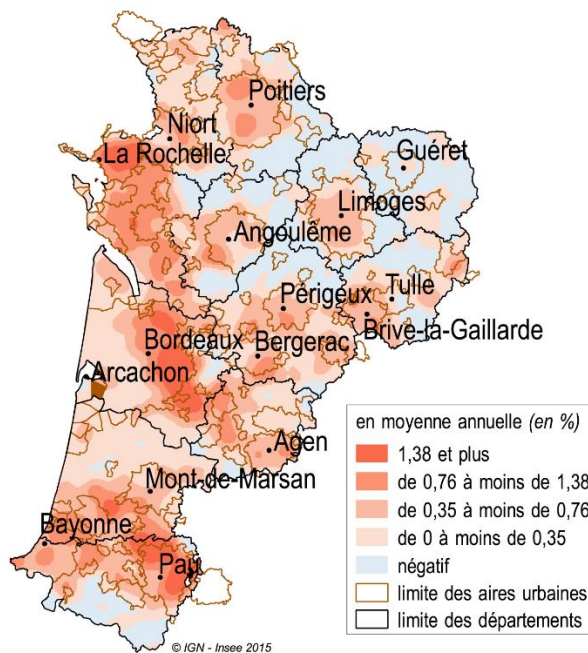 Poitiers
Niort
La Rochelle
Guéret
Limoges
Angoulême
Périgeux
Tulle
Brive-la-Gaillarde
Bordeaux
Bergerac
Arcachon
Agen
Mont-de-Marsan
Bayonne
Pau
en moyenne annuelle (en %)
1,38 et plus
de 0,76 à moins de 1,38
de 0,35 à moins de 0,76
de 0 à moins de 0,35
négatif
limite des aires urbaines
limite des départements
© IGN - Insee 2015